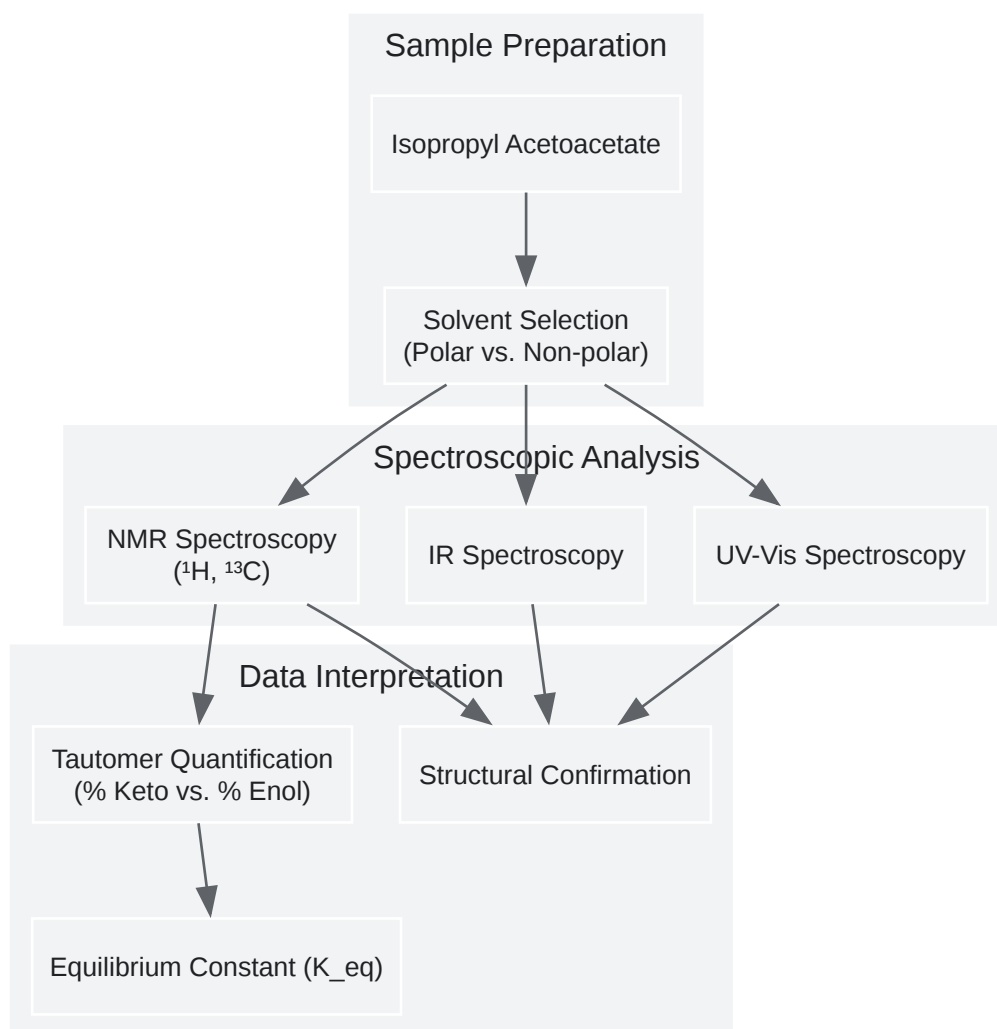 Sample Preparation
Isopropyl Acetoacetate
Solvent Selection
(Polar vs. Non-polar)
Spectroscopic Analysis
NMR Spectroscopy
(¹H, ¹³C)
IR Spectroscopy
UV-Vis Spectroscopy
Data Interpretation
Tautomer Quantification
(% Keto vs. % Enol)
Structural Confirmation
Equilibrium Constant (K_eq)